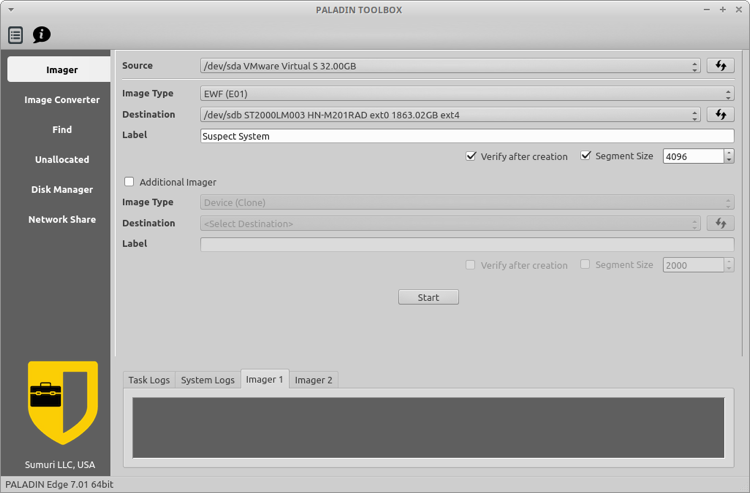 PALADIN TOOLBOX
Imager
Image Converter
Find
Unallocated
Disk Manager
Network Share
Sumuri LLC, USA
Source /dev/sda VMware Virtual S 32.00GB
Image Type EWF (E01)
Destination /dev/sdb ST2000LM003 HN-M201RAD ext0 1863.02GB ext4
Label Suspect System
Verify after creation Segment Size 4096
Additional Imager
Image Type Device (Clone)
Destination <Select Destination>
Label
Verify after creation Segment Size 2000
Start
Task Logs System Logs Imager 1 Imager 2
PALADIN Edge 7.01 64bit